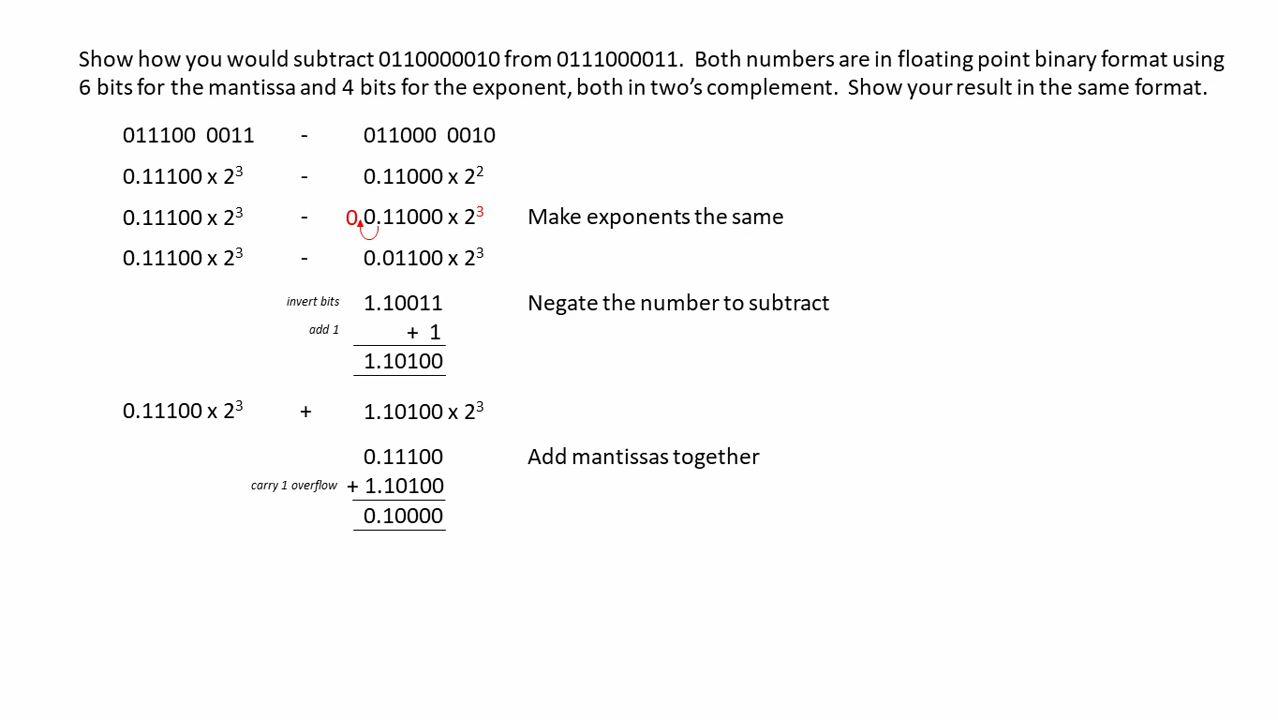 Show how you would subtract 0110000010 from 0111000011. Both numbers are in floating point binary format using
6 bits for the mantissa and 4 bits for the exponent, both in two’s complement. Show your result in the same format.
011100 0011 - 011000 0010
0.11100 x 2³ - 0.11000 x 2²
0.11100 x 2³ - 0.0.11000 x 2³ Make exponents the same
0.11100 x 2³ - 0.01100 x 2³
invert bits 1.10011 Negate the number to subtract
add 1 + 1
1.10100
0.11100 x 2³ + 1.10100 x 2³
0.11100 Add mantissas together
carry 1 overflow + 1.10100
0.10000